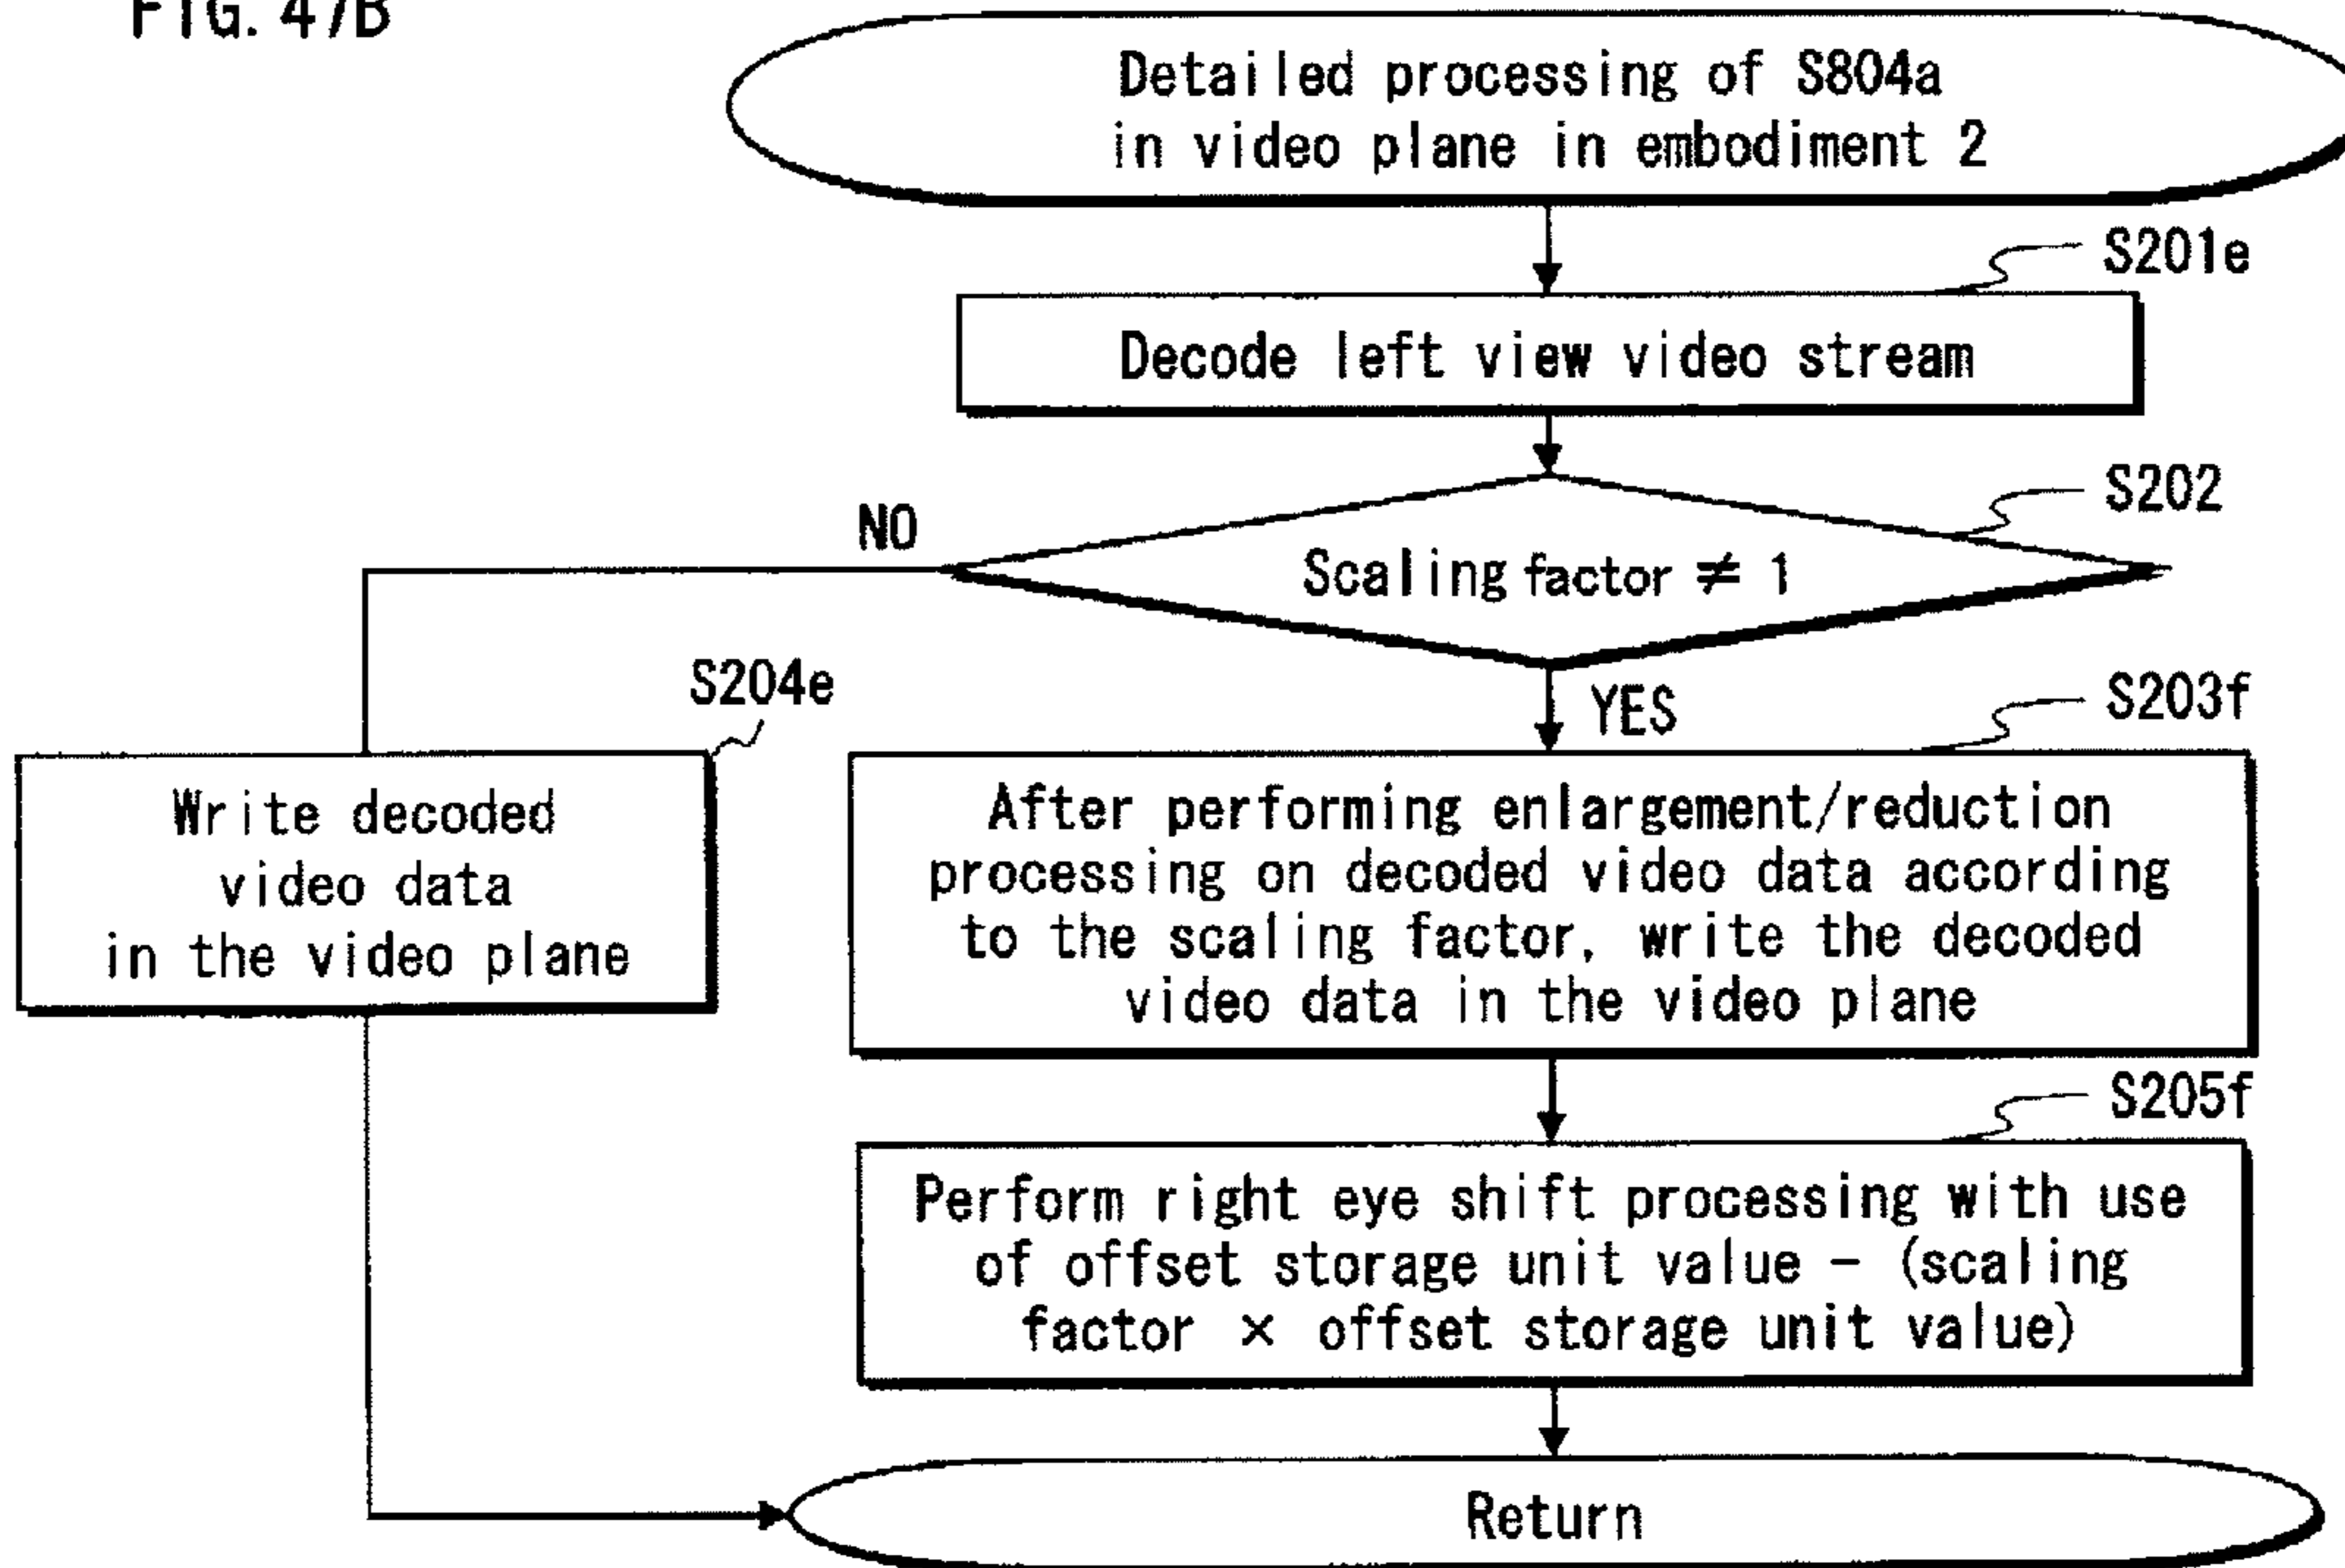 FIG. 47B
Detailed processing of S804a
in video plane in embodiment 2
S201e
Decode left view video stream
S202
NO
Scaling factor ≠ 1
S204e
YES
S203f
Write decoded
video data
in the video plane
After performing enlargement/reduction
processing on decoded video data according
to the scaling factor, write the decoded
video data in the video plane
S205f
Perform right eye shift processing with use
of offset storage unit value − (scaling
factor × offset storage unit value)
Return